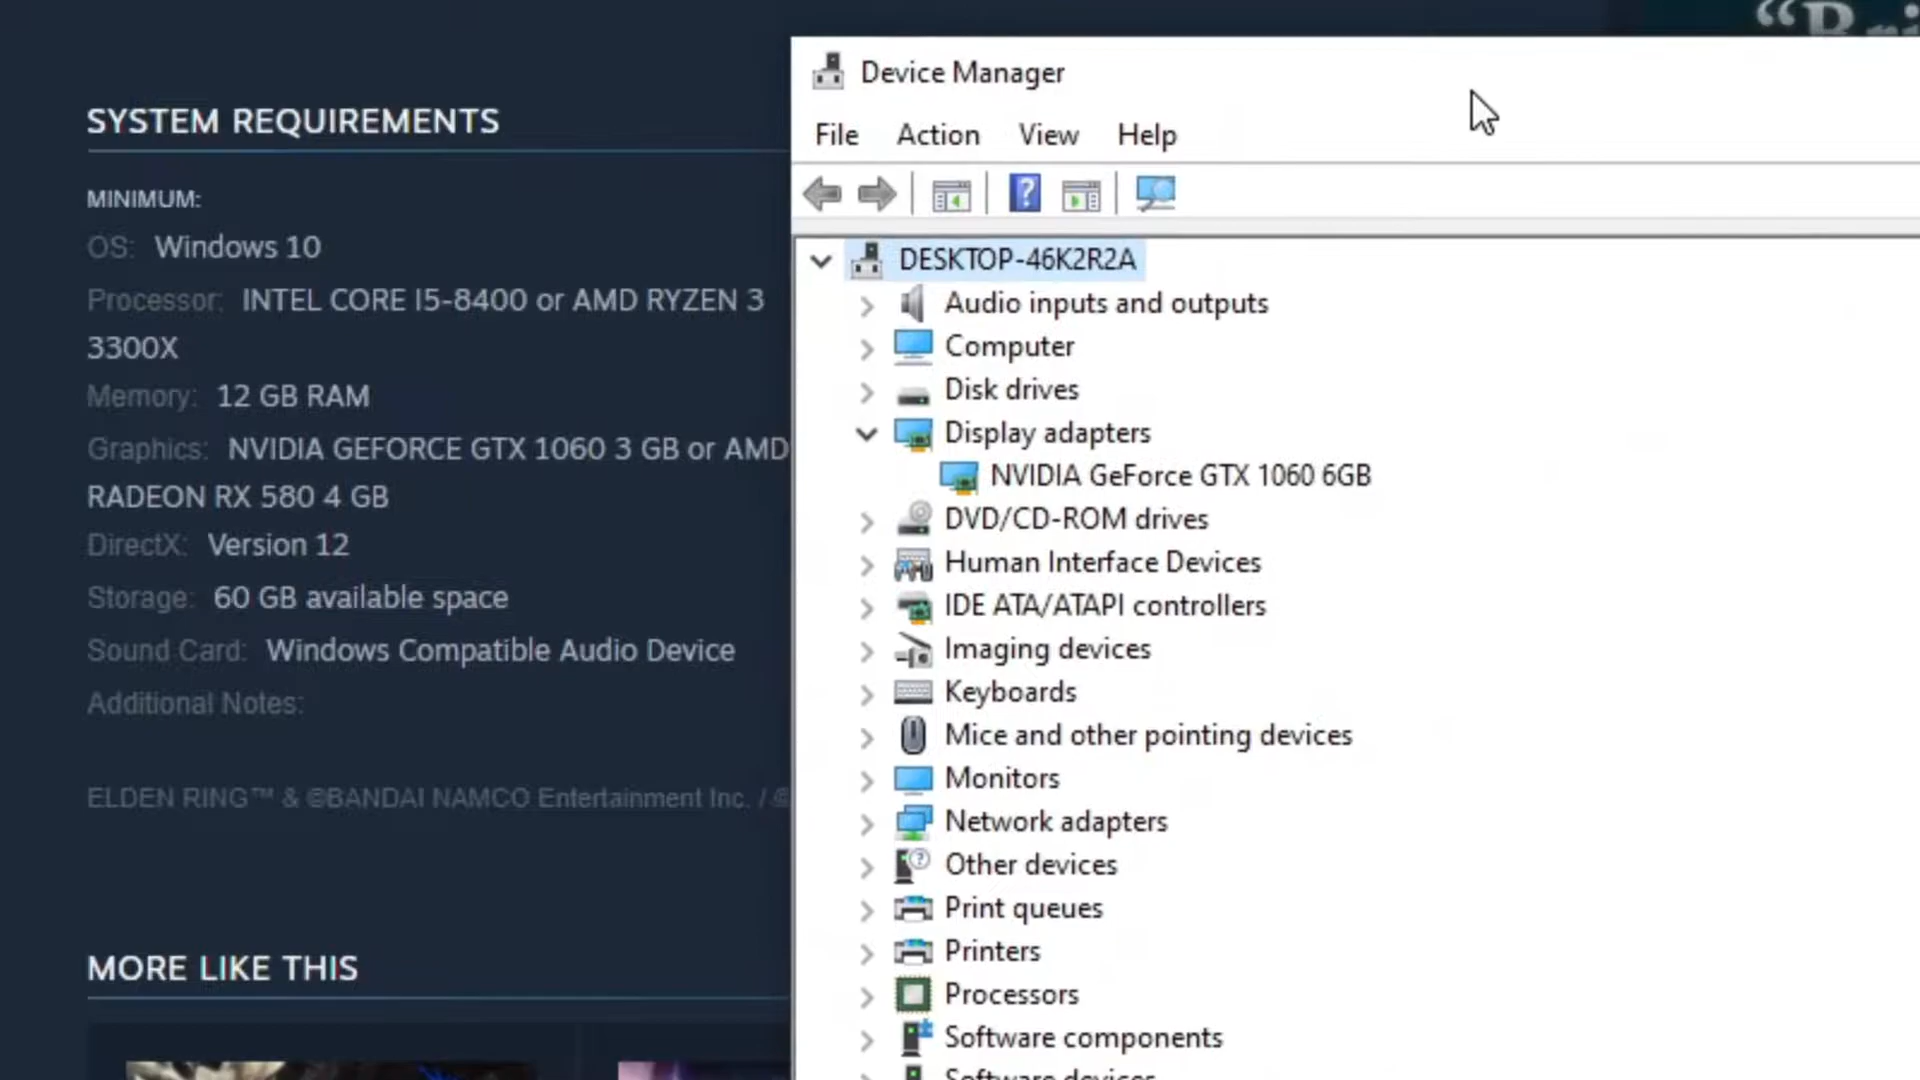 SYSTEM REQUIREMENTS
MINIMUM:
OS: Windows 10
Processor: INTEL CORE I5-8400 or AMD RYZEN 3
3300X
Memory: 12 GB RAM
Graphics: NVIDIA GEFORCE GTX 1060 3 GB or AMD
RADEON RX 580 4 GB
DirectX: Version 12
Storage: 60 GB available space
Sound Card: Windows Compatible Audio Device
Additional Notes:
ELDEN RING™ & ©BANDAI NAMCO Entertainment Inc. /
MORE LIKE THIS
Device Manager
File Action View Help
DESKTOP-46K2R2A
Audio inputs and outputs
Computer
Disk drives
Display adapters
NVIDIA GeForce GTX 1060 6GB
DVD/CD-ROM drives
Human Interface Devices
IDE ATA/ATAPI controllers
Imaging devices
Keyboards
Mice and other pointing devices
Monitors
Network adapters
Other devices
Print queues
Printers
Processors
Software components
Software devices